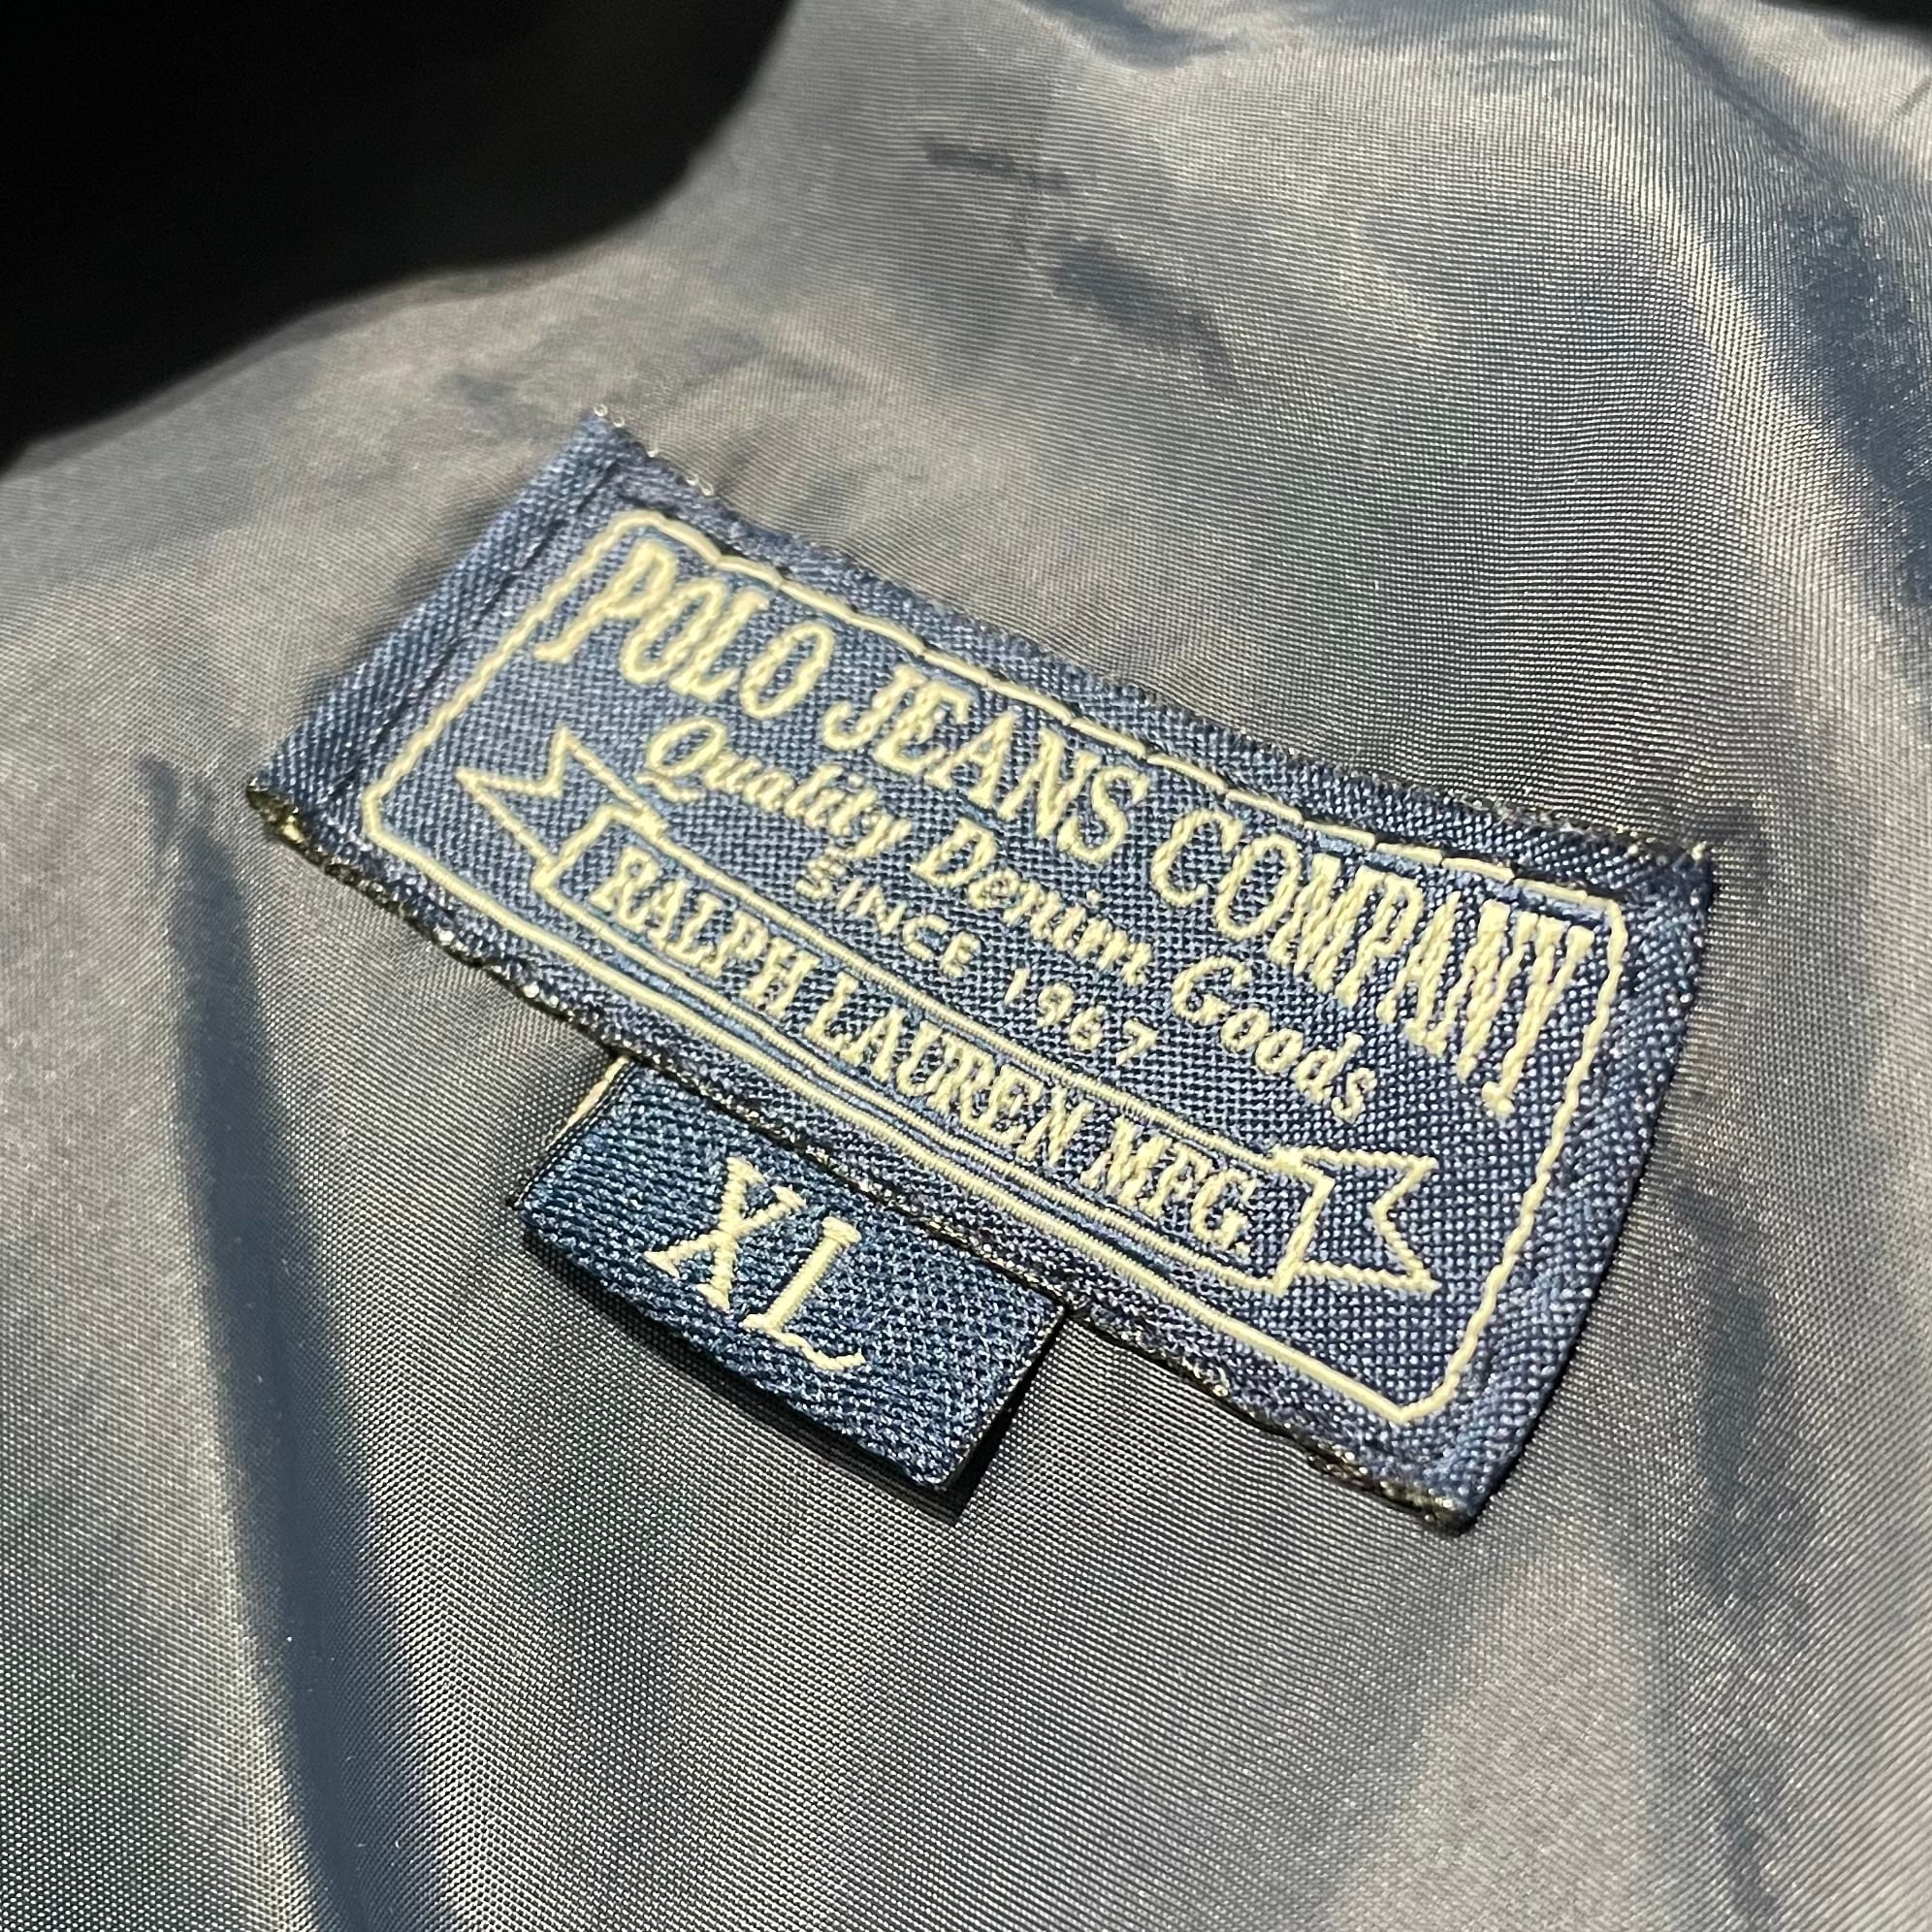 POLO JEANS COMPANY
Quality Denim Goods
SINCE 1967
RALPH LAUREN MFG.
XL